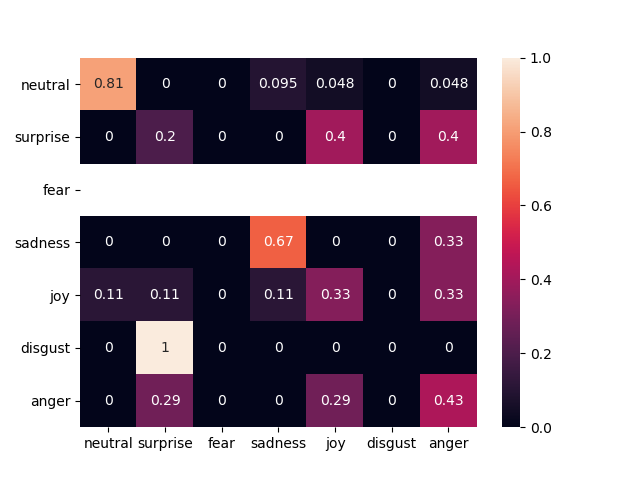 neutral 0.81 0 0 0.095 0.048 0 0.048
surprise 0 0.2 0 0 0.4 0 0.4
fear
sadness 0 0 0 0.67 0 0 0.33
joy 0.11 0.11 0 0.11 0.33 0 0.33
disgust 0 1 0 0 0 0 0
anger 0 0.29 0 0 0.29 0 0.43
neutral surprise fear sadness joy disgust anger
1.0
0.8
0.6
0.4
0.2
0.0